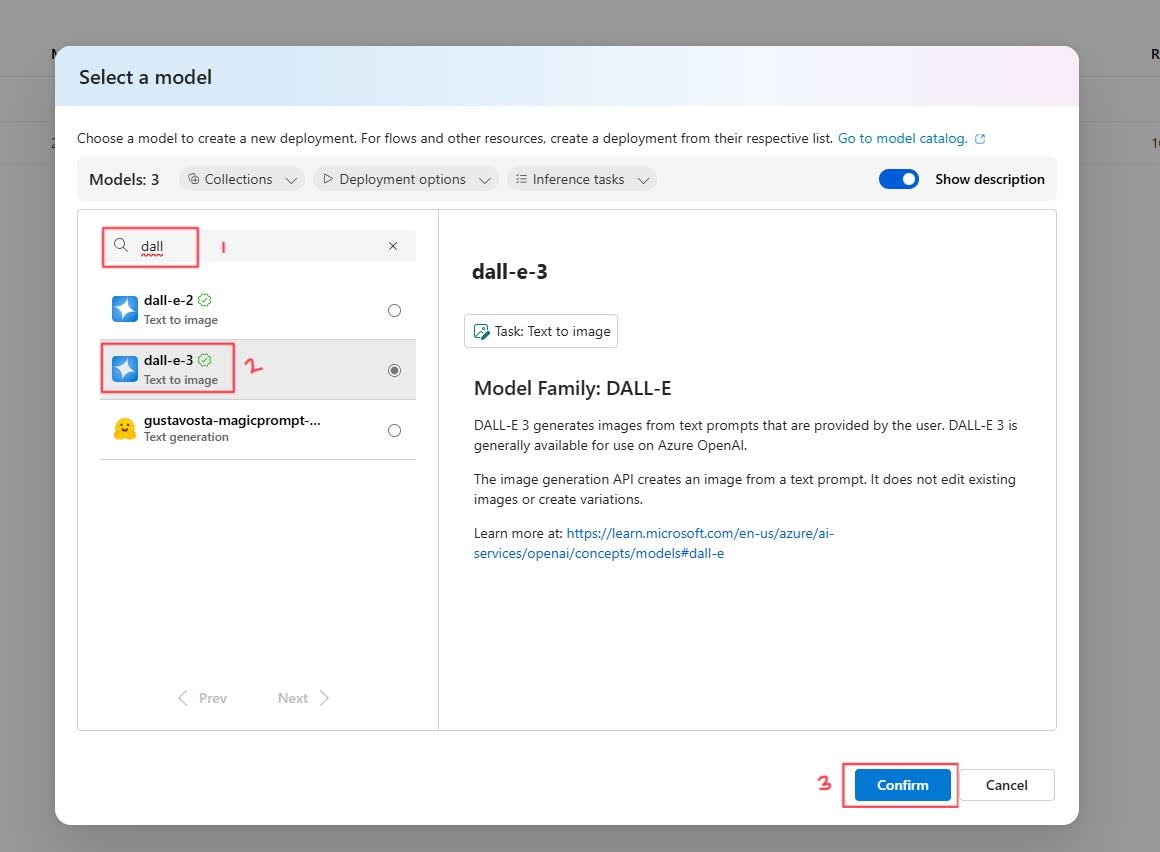 Select a model
Choose a model to create a new deployment. For flows and other resources, create a deployment from their respective list. Go to model catalog.
Models: 3 Collections Deployment options Inference tasks Show description
dall 1
dall-e-2
Text to image
dall-e-3 2
Text to image
gustavosta-magicprompt-...
Text generation
Prev Next
dall-e-3
Task: Text to image
Model Family: DALL-E
DALL-E 3 generates images from text prompts that are provided by the user. DALL-E 3 is
generally available for use on Azure OpenAI.
The image generation API creates an image from a text prompt. It does not edit existing
images or create variations.
Learn more at: https://learn.microsoft.com/en-us/azure/ai-
services/openai/concepts/models#dall-e
3 Confirm Cancel